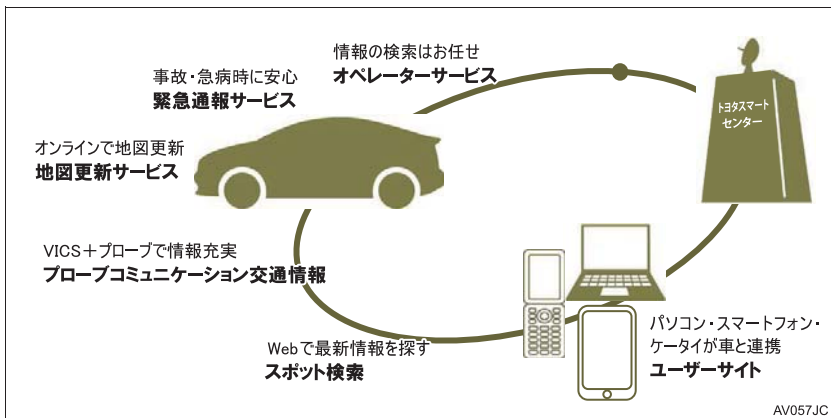 情報の検索はお任せ
オペレーターサービス
事故・急病時に安心
緊急通報サービス
トヨタスマート
センター
オンラインで地図更新
地図更新サービス
VICS+プローブで情報充実
プローブコミュニケーション交通情報
Webで最新情報を探す
スポット検索
パソコン・スマートフォン・
ケータイが車と連携
ユーザーサイト
AV057JC